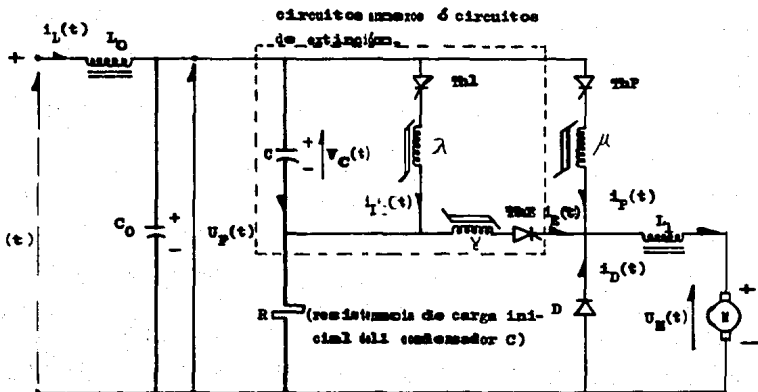 circuitos ó circuitos
de extinción.
i_L(t) L_O
+
Th1 ThP
λ μ
C + V_C(t)
−
i_P(t)
C_O + U_F(t) i_E(t) L_1
−
γ
(t)
i_D(t)
R (resistencia de carga ini-
cial del condensador C)
D
U_M(t) M +
−